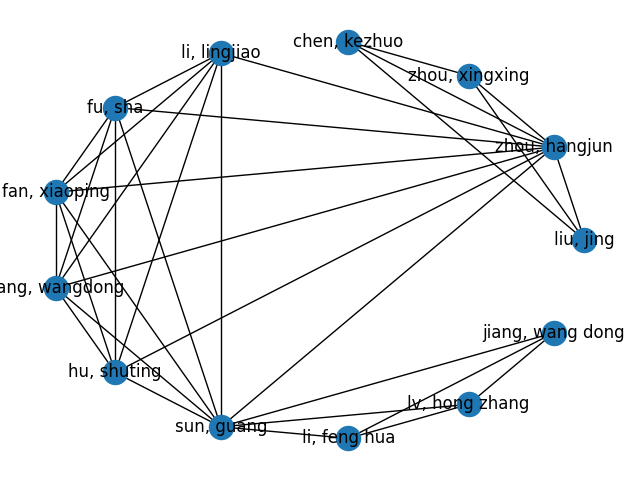 chen, kezhuo
li, lingjiao
zhou, xingxing
fu, sha
zhou, hangjun
fan, xiaoping
liu, jing
ang, wangdong
jiang, wang dong
hu, shuting
lv, hong zhang
sun, guang
li, feng hua